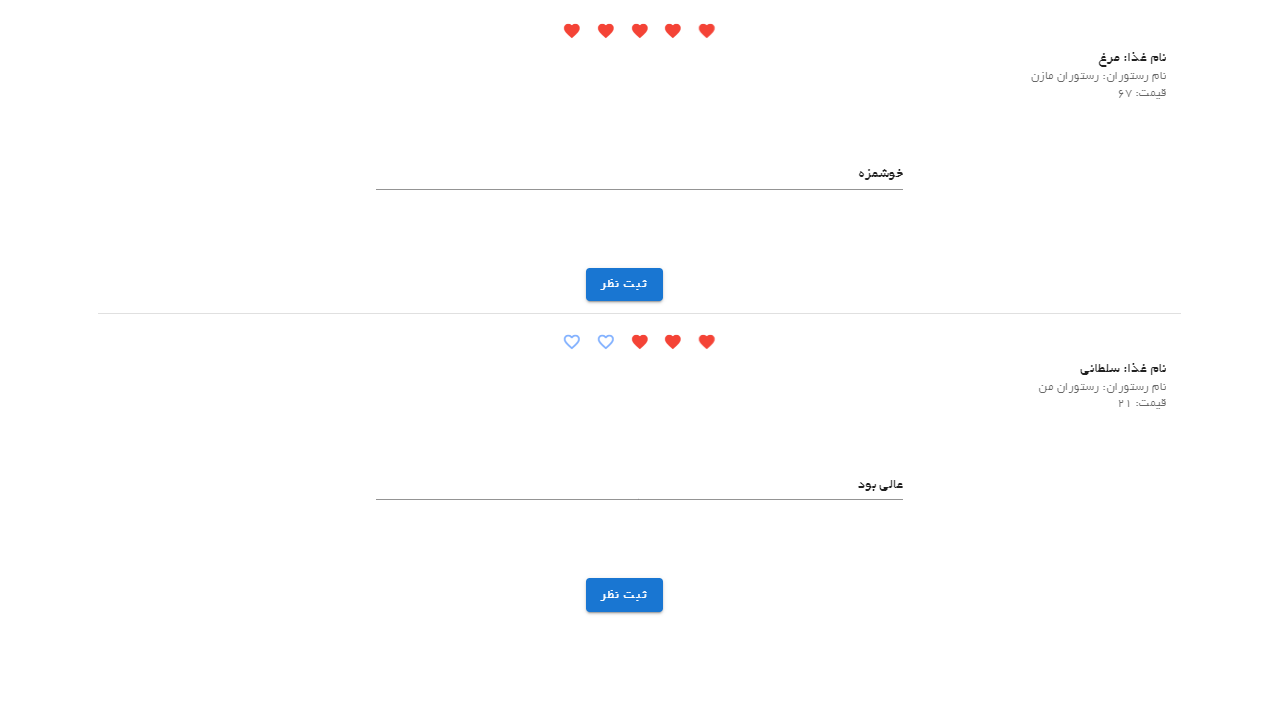 نام غذا: مرغ
نام رستوران: رستوران مازن
قیمت: ۶۷
خوشمزه
ثبت نظر
نام غذا: سلطانی
نام رستوران: رستوران من
قیمت: ۲۱
عالی بود
ثبت نظر